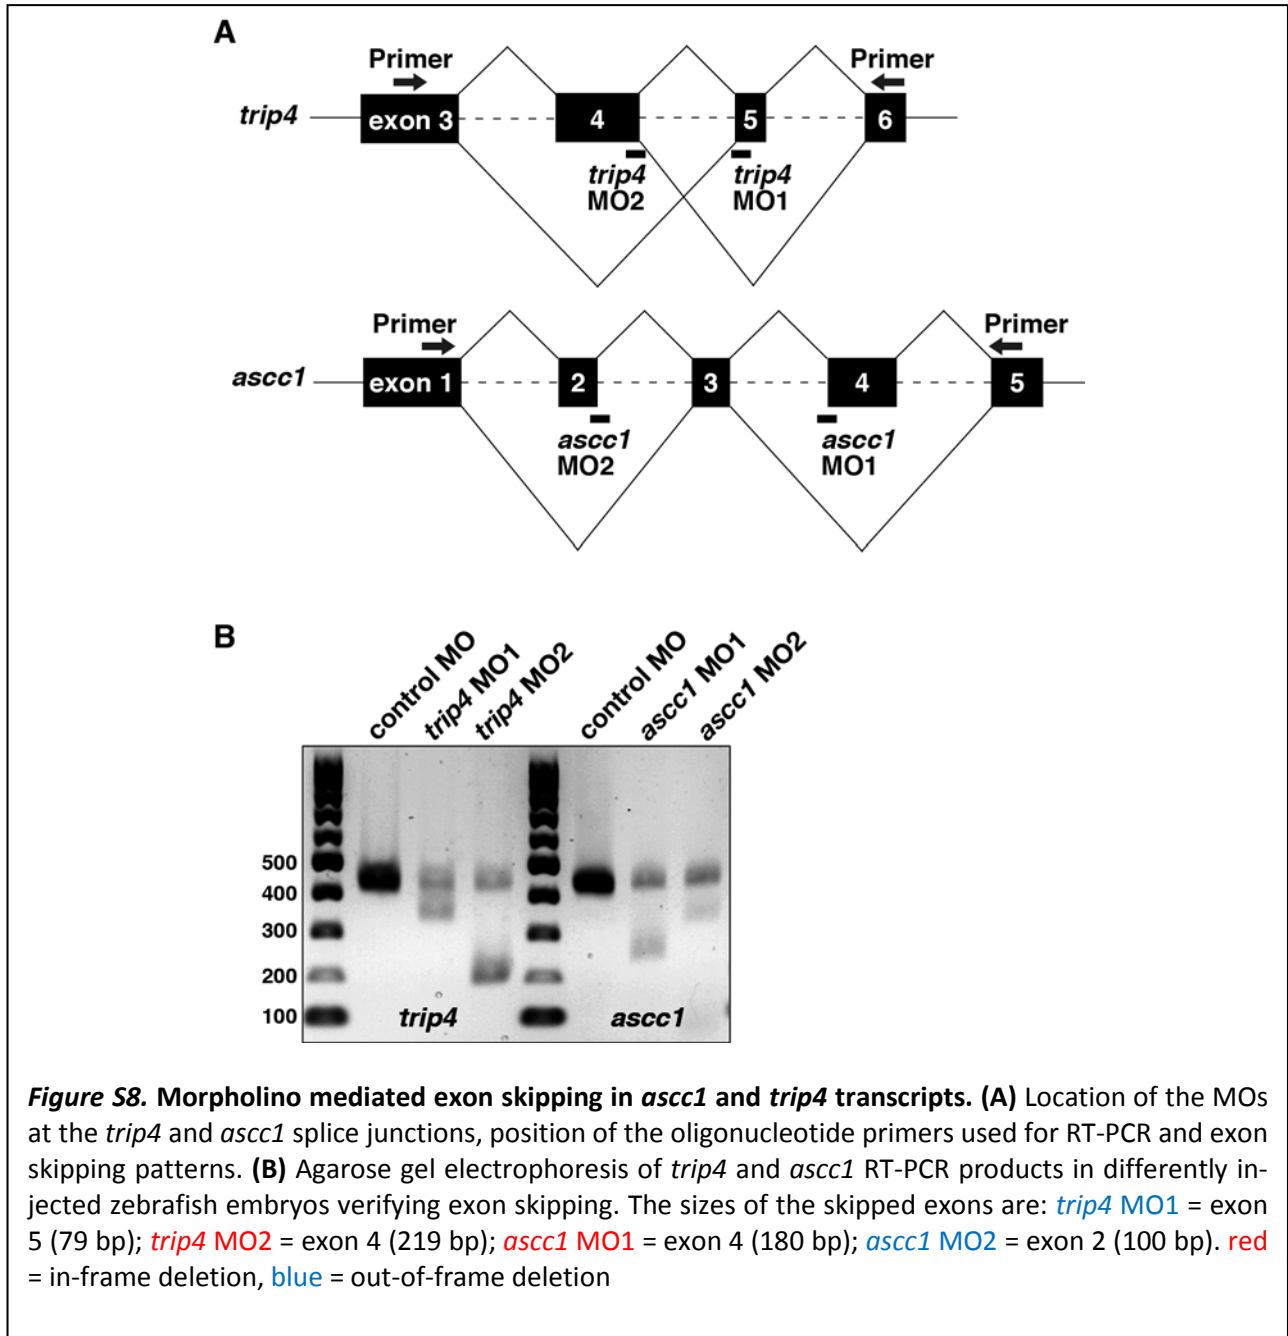 A
Primer
Primer
trip4
exon 3
4
5
6
trip4
MO2
trip4
MO1
Primer
Primer
ascc1
exon 1
2
3
4
5
ascc1
MO2
ascc1
MO1
B
control MO
trip4 MO1
trip4 MO2
control MO
ascc1 MO1
ascc1 MO2
500
400
300
200
100
trip4
ascc1
Figure S8. Morpholino mediated exon skipping in ascc1 and trip4 transcripts. (A) Location of the MOs
at the trip4 and ascc1 splice junctions, position of the oligonucleotide primers used for RT-PCR and exon
skipping patterns. (B) Agarose gel electrophoresis of trip4 and ascc1 RT-PCR products in differently in-
jected zebrafish embryos verifying exon skipping. The sizes of the skipped exons are: trip4 MO1 = exon
5 (79 bp); trip4 MO2 = exon 4 (219 bp); ascc1 MO1 = exon 4 (180 bp); ascc1 MO2 = exon 2 (100 bp). red
= in-frame deletion, blue = out-of-frame deletion